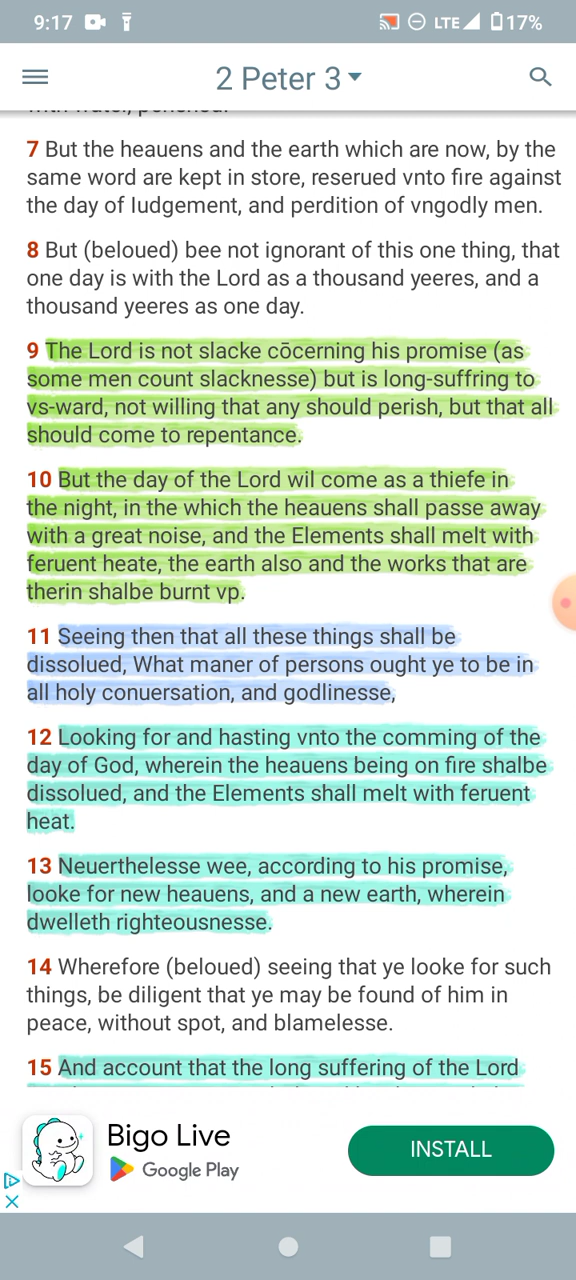 9:17
LTE 17%
2 Peter 3
7 But the heauens and the earth which are now, by the
same word are kept in store, reserued vnto fire against
the day of Iudgement, and perdition of vngodly men.
8 But (beloued) bee not ignorant of this one thing, that
one day is with the Lord as a thousand yeeres, and a
thousand yeeres as one day.
9 The Lord is not slacke cōcerning his promise (as
some men count slacknesse) but is long-suffring to
vs-ward, not willing that any should perish, but that all
should come to repentance.
10 But the day of the Lord wil come as a thiefe in
the night, in the which the heauens shall passe away
with a great noise, and the Elements shall melt with
feruent heate, the earth also and the works that are
therin shalbe burnt vp.
11 Seeing then that all these things shall be
dissolued, What maner of persons ought ye to be in
all holy conuersation, and godlinesse,
12 Looking for and hasting vnto the comming of the
day of God, wherein the heauens being on fire shalbe
dissolued, and the Elements shall melt with feruent
heat.
13 Neuerthelesse wee, according to his promise,
looke for new heauens, and a new earth, wherein
dwelleth righteousnesse.
14 Wherefore (beloued) seeing that ye looke for such
things, be diligent that ye may be found of him in
peace, without spot, and blamelesse.
15 And account that the long suffering of the Lord
Bigo Live
Google Play
INSTALL